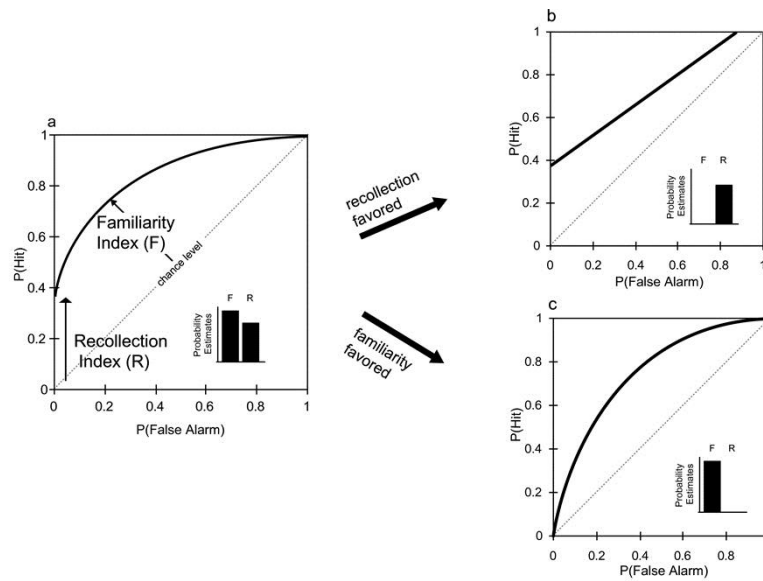 a
1
0.8
0.6
0.4
0.2
0
P(Hit)
Familiarity
Index (F)
chance level
Recollection
Index (R)
F R
Probability
Estimates
0 0.2 0.4 0.6 0.8 1
P(False Alarm)
recollection
favored
familiarity
favored
b
1
0.8
0.6
0.4
0.2
0
P(Hit)
F R
Probability
Estimates
0 0.2 0.4 0.6 0.8 1
P(False Alarm)
c
1
0.8
0.6
0.4
0.2
0
P(Hit)
F R
Probability
Estimates
0 0.2 0.4 0.6 0.8 1
P(False Alarm)